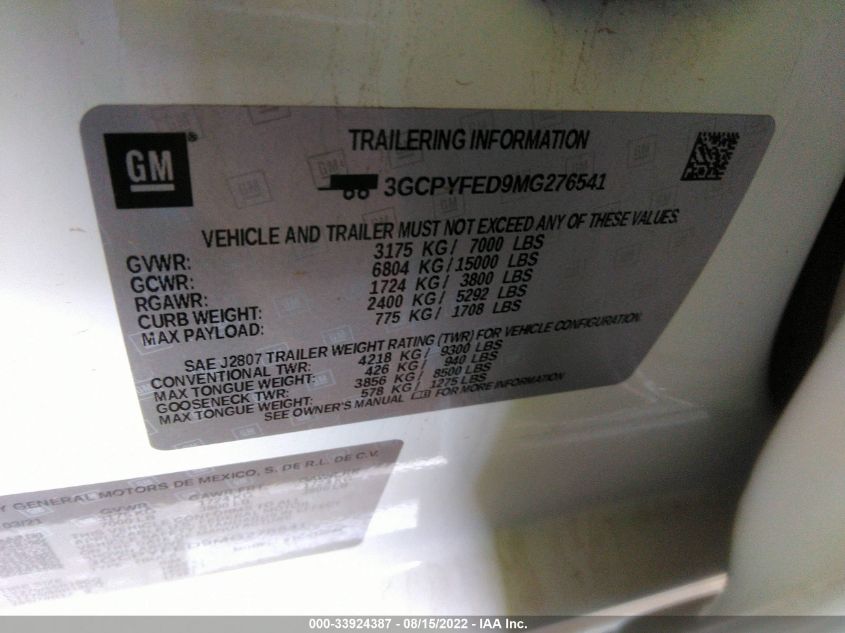 GM
®
TRAILERING INFORMATION
3GCPYFED9MG276541
VEHICLE AND TRAILER MUST NOT EXCEED ANY OF THESE VALUES.
GVWR: 3175 KG / 7000 LBS
GCWR: 6804 KG / 15000 LBS
RGAWR: 1724 KG / 3800 LBS
CURB WEIGHT: 2400 KG / 5292 LBS
MAX PAYLOAD: 775 KG / 1708 LBS
SAE J2807 TRAILER WEIGHT RATING (TWR) FOR VEHICLE CONFIGURATION.
CONVENTIONAL TWR: 4218 KG / 9300 LBS
MAX TONGUE WEIGHT: 426 KG / 940 LBS
GOOSENECK TWR: 3856 KG / 8500 LBS
MAX TONGUE WEIGHT: 578 KG / 1275 LBS
SEE OWNER'S MANUAL FOR MORE INFORMATION
Y GENERAL MOTORS DE MEXICO, S. DE R.L. DE C.V.
03/21 GVWR GAWR FRT
000-33924387 - 08/15/2022 - IAA Inc.